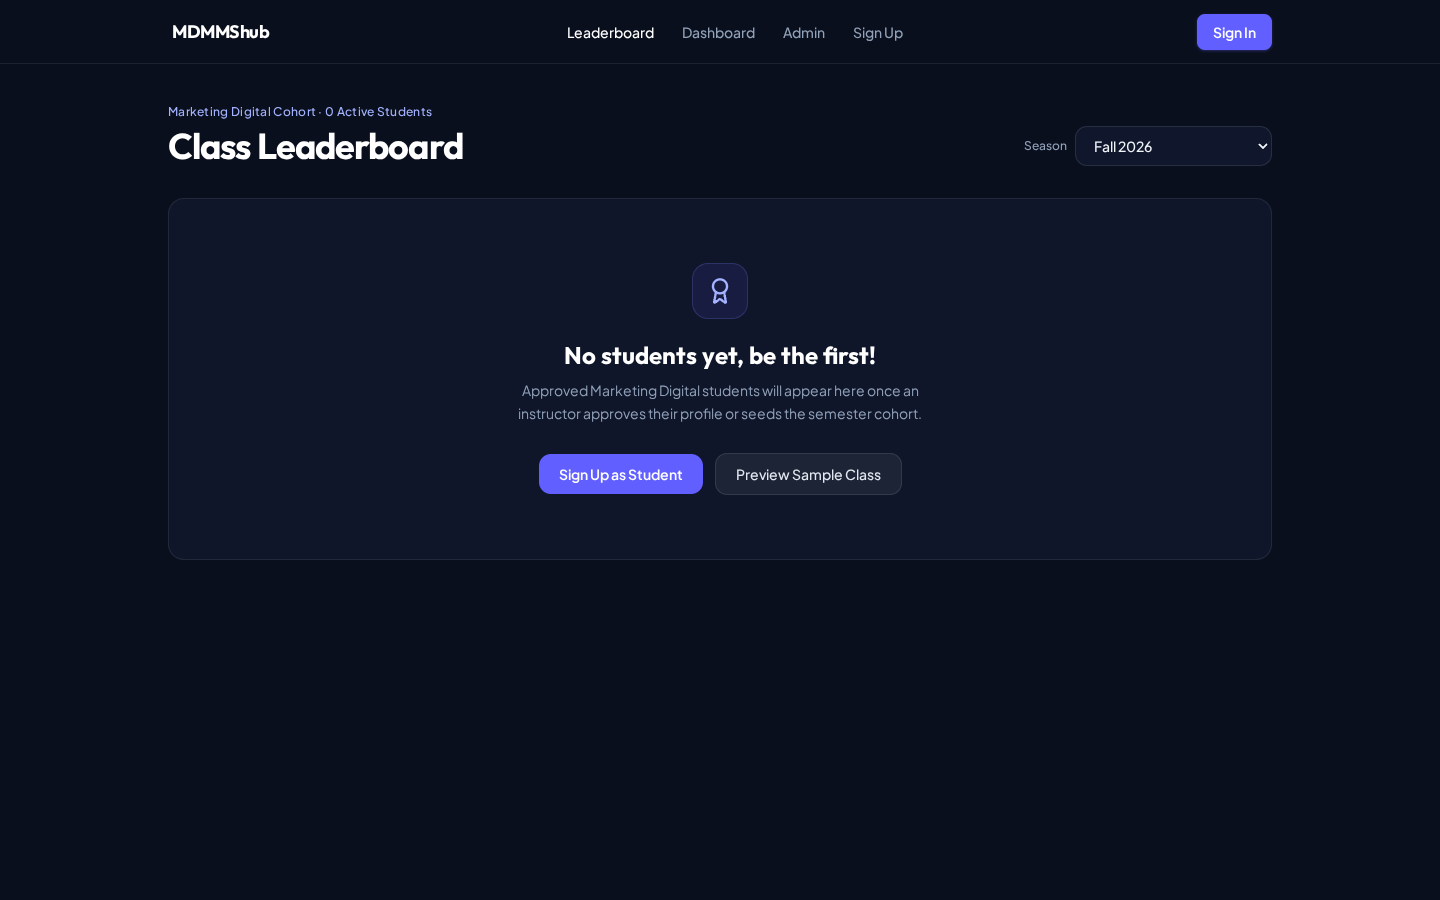 MDMMShub
Leaderboard
Dashboard
Admin
Sign Up
Sign In
Marketing Digital Cohort · 0 Active Students
Class Leaderboard
Season
Fall 2026
No students yet, be the first!
Approved Marketing Digital students will appear here once an
instructor approves their profile or seeds the semester cohort.
Sign Up as Student
Preview Sample Class